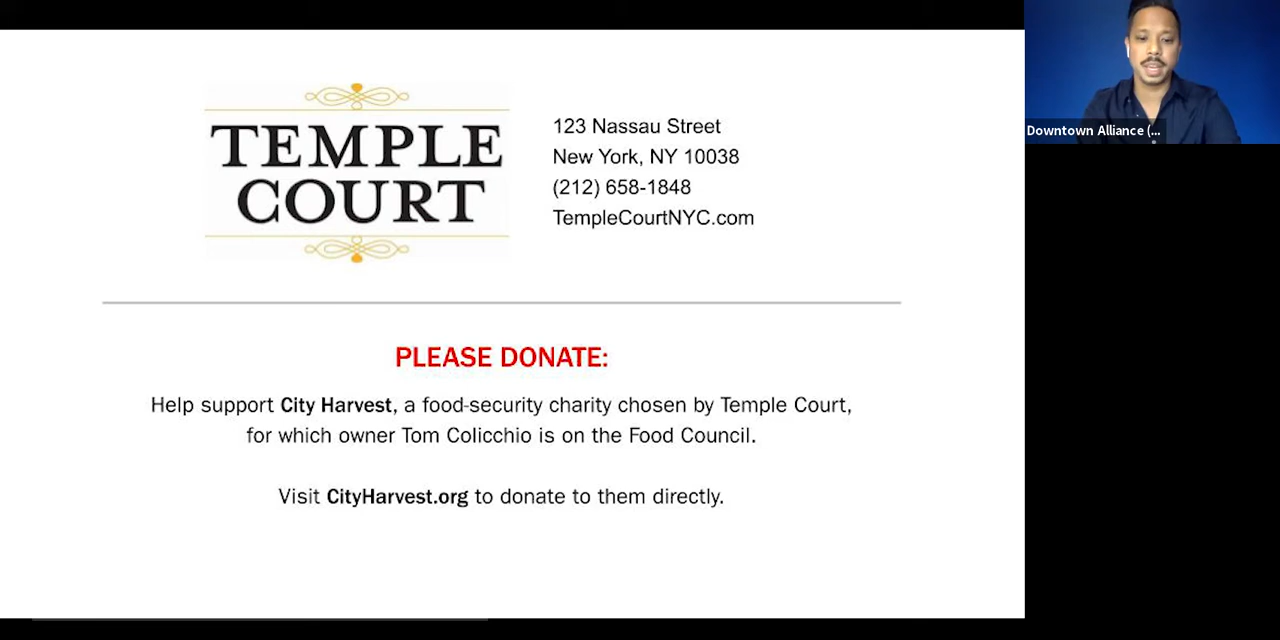 TEMPLE
COURT
123 Nassau Street
New York, NY 10038
(212) 658-1848
TempleCourtNYC.com
PLEASE DONATE:
Help support City Harvest, a food-security charity chosen by Temple Court,
for which owner Tom Colicchio is on the Food Council.
Visit CityHarvest.org to donate to them directly.
Downtown Alliance (...